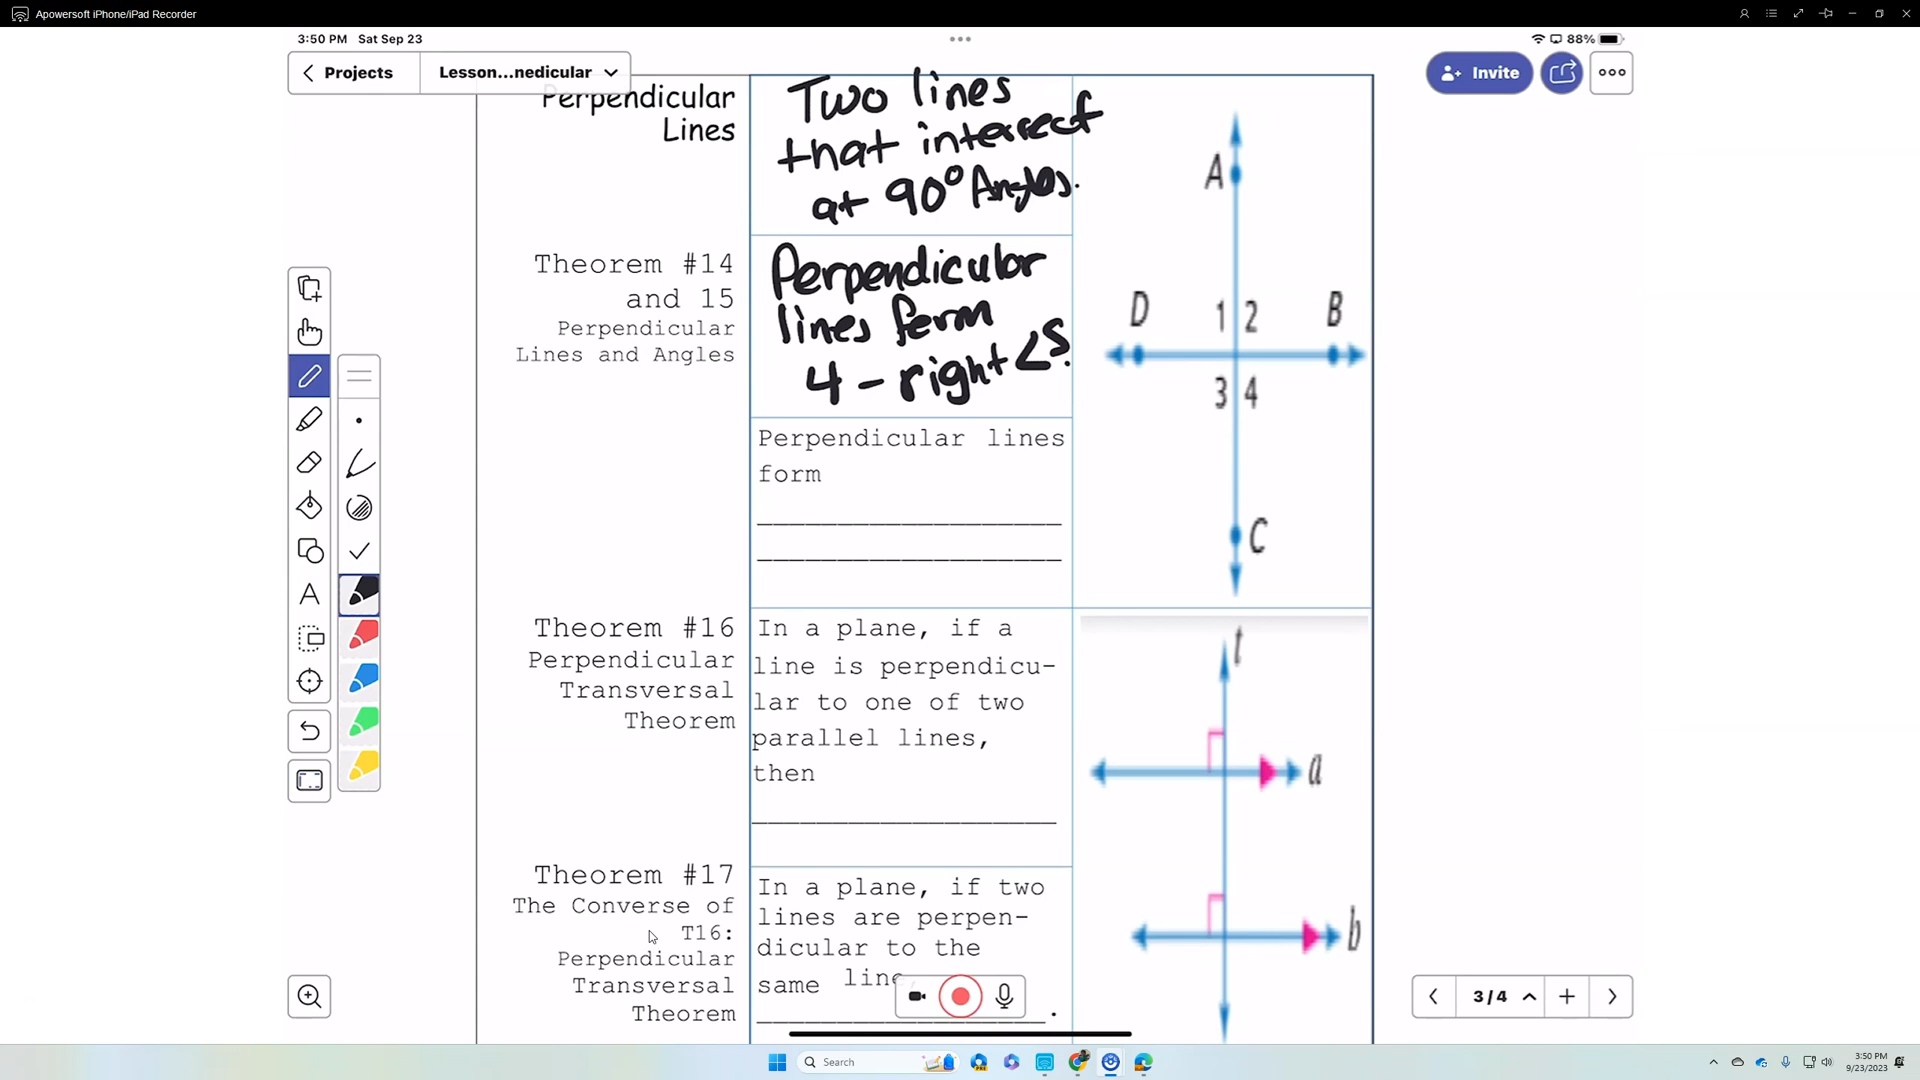 Apowersoft iPhone/iPad Recorder
3:50 PM Sat Sep 23
88%
Projects
Lesson...nedicular
Invite
Perpendicular
Lines
Two lines
that intersect
at 90° Angles.
Theorem #14
and 15
Perpendicular
Lines and Angles
Perpendicular
lines form
4 - right <s.
Perpendicular lines
form
A
D
1 2
B
3 4
C
Theorem #16
Perpendicular
Transversal
Theorem
In a plane, if a
line is perpendicu-
lar to one of two
parallel lines,
then
t
a
b
Theorem #17
The Converse of
T16:
Perpendicular
Transversal
Theorem
In a plane, if two
lines are perpen-
dicular to the
same line,
.
A
3/4
Search
PRE
3:50 PM
9/23/2023